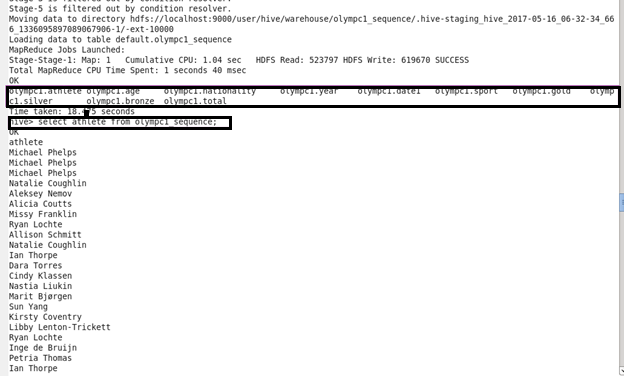 Stage-5 is filtered out by condition resolver.
Moving data to directory hdfs://localhost:9000/user/hive/warehouse/olympc1_sequence/.hive-staging_hive_2017-05-16_06-32-34_66
6_1336095897089067906-1/-ext-10000
Loading data to table default.olympc1_sequence
MapReduce Jobs Launched:
Stage-Stage-1: Map: 1   Cumulative CPU: 1.04 sec   HDFS Read: 523797 HDFS Write: 619670 SUCCESS
Total MapReduce CPU Time Spent: 1 seconds 40 msec
OK
olympc1.athlete olympc1.age     olympc1.nationality     olympc1.year    olympc1.date1   olympc1.sport   olympc1.gold    olymp
c1.silver       olympc1.bronze  olympc1.total
Time taken: seconds
hive> select athlete from olympc1_sequence;
OK
athlete
Michael Phelps
Michael Phelps
Michael Phelps
Natalie Coughlin
Aleksey Nemov
Alicia Coutts
Missy Franklin
Ryan Lochte
Allison Schmitt
Natalie Coughlin
Ian Thorpe
Dara Torres
Cindy Klassen
Nastia Liukin
Marit Bjørgen
Sun Yang
Kirsty Coventry
Libby Lenton-Trickett
Ryan Lochte
Inge de Bruijn
Petria Thomas
Ian Thorpe